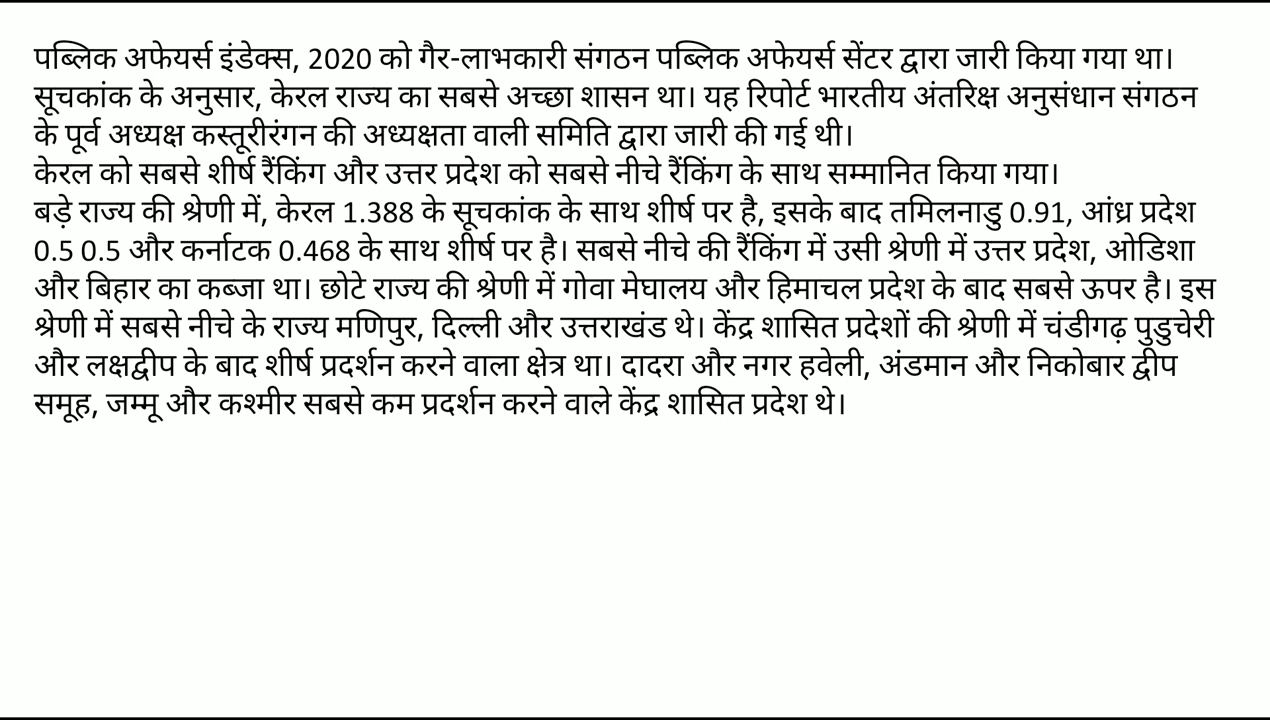 पब्लिक अफेयर्स इंडेक्स, 2020 को गैर-लाभकारी संगठन पब्लिक अफेयर्स सेंटर द्वारा जारी किया गया था।
सूचकांक के अनुसार, केरल राज्य का सबसे अच्छा शासन था। यह रिपोर्ट भारतीय अंतरिक्ष अनुसंधान संगठन
के पूर्व अध्यक्ष कस्तूरीरंगन की अध्यक्षता वाली समिति द्वारा जारी की गई थी।
केरल को सबसे शीर्ष रैंकिंग और उत्तर प्रदेश को सबसे नीचे रैंकिंग के साथ सम्मानित किया गया।
बड़े राज्य की श्रेणी में, केरल 1.388 के सूचकांक के साथ शीर्ष पर है, इसके बाद तमिलनाडु 0.91, आंध्र प्रदेश
0.5 0.5 और कर्नाटक 0.468 के साथ शीर्ष पर है। सबसे नीचे की रैंकिंग में उसी श्रेणी में उत्तर प्रदेश, ओडिशा
और बिहार का कब्जा था। छोटे राज्य की श्रेणी में गोवा मेघालय और हिमाचल प्रदेश के बाद सबसे ऊपर है। इस
श्रेणी में सबसे नीचे के राज्य मणिपुर, दिल्ली और उत्तराखंड थे। केंद्र शासित प्रदेशों की श्रेणी में चंडीगढ़ पुडुचेरी
और लक्षद्वीप के बाद शीर्ष प्रदर्शन करने वाला क्षेत्र था। दादरा और नगर हवेली, अंडमान और निकोबार द्वीप
समूह, जम्मू और कश्मीर सबसे कम प्रदर्शन करने वाले केंद्र शासित प्रदेश थे।